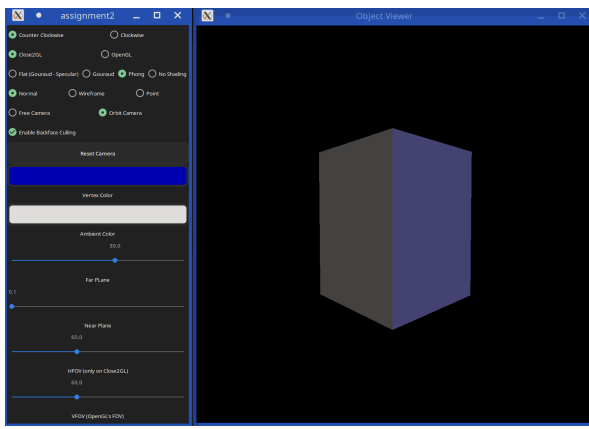 assignment2
Object Viewer
Counter Clockwise
Clockwise
Close2GL
OpenGL
Flat (Gouraud - Specular)
Gouraud
Phong
No Shading
Normal
Wireframe
Point
Free Camera
Orbit Camera
Enable Backface Culling
Reset Camera
Vertex Color
Ambient Color
30,0
Far PLane
0,1
Near Plane
60,0
HFOV (only on Close2GL)
60,0
VFOV (OpenGL's FOV)